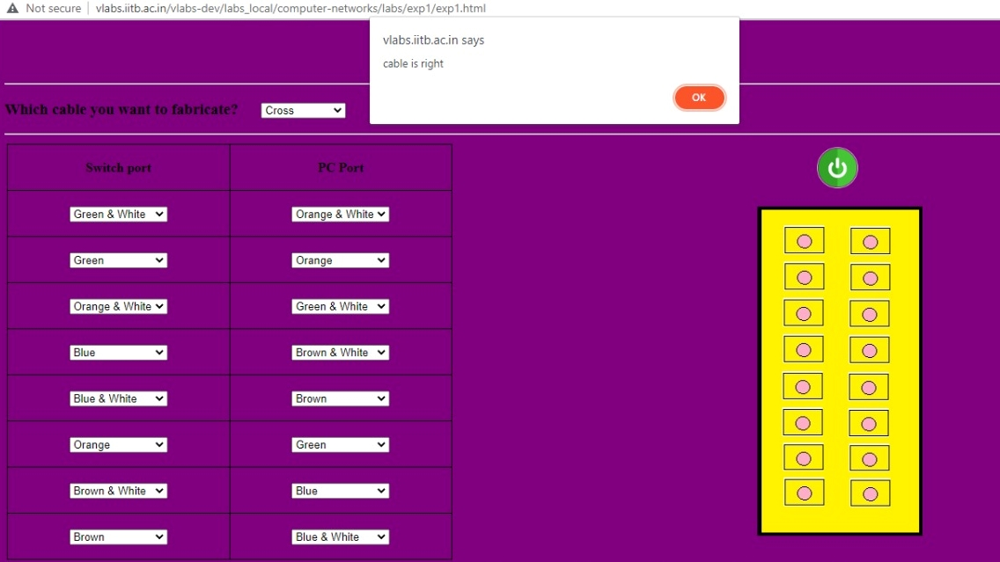 Not secure | vlabs.iitb.ac.in/vlabs-dev/labs_local/computer-networks/labs/exp1/exp1.html
vlabs.iitb.ac.in says
cable is right
OK
Which cable you want to fabricate? Cross
Switch port PC Port
Green & White Orange & White
Green Orange
Orange & White Green & White
Blue Brown & White
Blue & White Brown
Orange Green
Brown & White Blue
Brown Blue & White